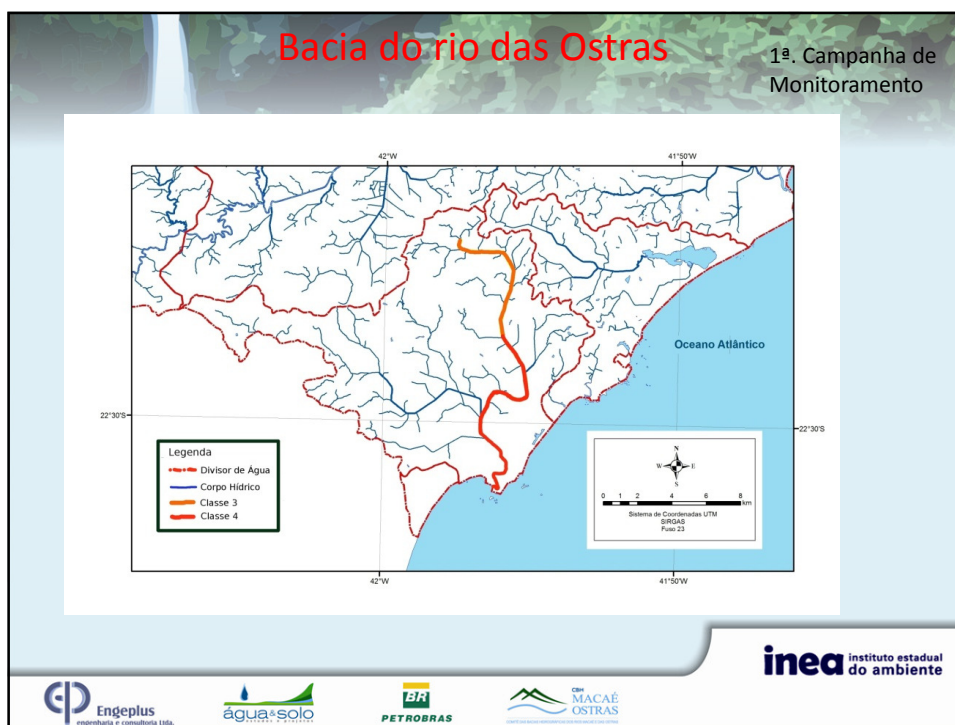 Bacia do rio das Ostras
1ª. Campanha de
Monitoramento
42°W
41°50'W
Oceano Atlântico
22°30'S
22°30'S
Legenda
Divisor de Água
Corpo Hídrico
Classe 3
Classe 4
N
W
E
S
0 1 2 4 6 8
km
Sistema de Coordenadas UTM
SIRGAS
Fuso 23
42°W
41°50'W
inea instituto estadual
do ambiente
Engeplus
engenharia e consultoria Ltda.
água&solo
BR
PETROBRAS
CBH
MACAÉ
OSTRAS